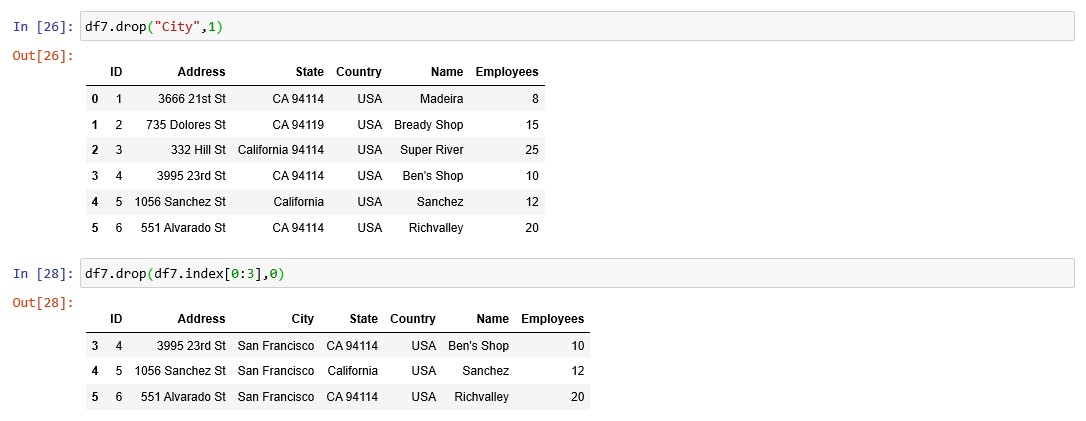 In [26]: df7.drop("City",1)
Out[26]:
ID Address State Country Name Employees
0 1 3666 21st St CA 94114 USA Madeira 8
1 2 735 Dolores St CA 94119 USA Bready Shop 15
2 3 332 Hill St California 94114 USA Super River 25
3 4 3995 23rd St CA 94114 USA Ben's Shop 10
4 5 1056 Sanchez St California USA Sanchez 12
5 6 551 Alvarado St CA 94114 USA Richvalley 20
In [28]: df7.drop(df7.index[0:3],0)
Out[28]:
ID Address City State Country Name Employees
3 4 3995 23rd St San Francisco CA 94114 USA Ben's Shop 10
4 5 1056 Sanchez St San Francisco California USA Sanchez 12
5 6 551 Alvarado St San Francisco CA 94114 USA Richvalley 20